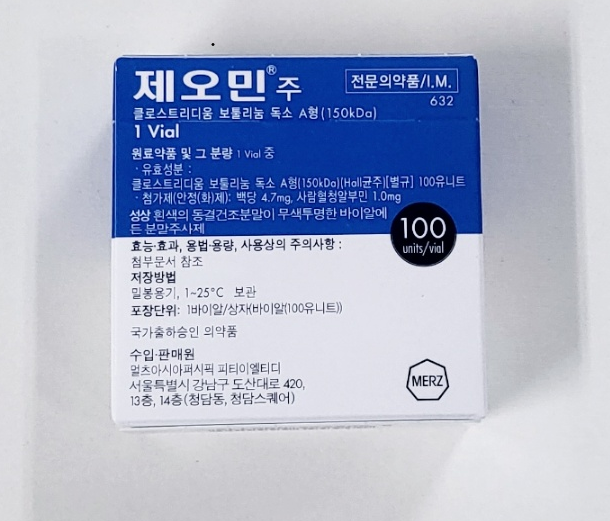 제오민® 주
전문의약품/I.M.
632
클로스트리디움 보툴리눔 독소 A형(150kDa)
1 Vial
원료약품 및 그 분량 1 Vial 중
· 유효성분 :
클로스트리디움 보툴리눔 독소 A형(150kDa)(Hall균주)[별규] 100유니트
· 첨가제(안정(화)제): 백당 4.7mg, 사람혈청알부민 1.0mg
성상 흰색의 동결건조분말이 무색투명한 바이알에
든 분말주사제
100
units/vial
효능·효과, 용법·용량, 사용상의 주의사항 :
첨부문서 참조
저장방법
밀봉용기, 1~25°C 보관
포장단위: 1바이알/상자(바이알(100유니트))
국가출하승인 의약품
수입·판매원
멀츠아시아퍼시픽 피티이엘티디
서울특별시 강남구 도산대로 420,
13층, 14층(청담동, 청담스퀘어)
MERZ